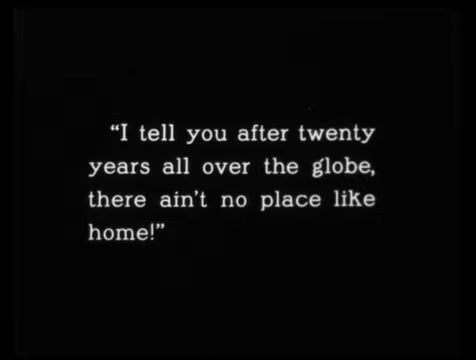 “I tell you after twenty
years all over the globe,
there ain't no place like
home!”